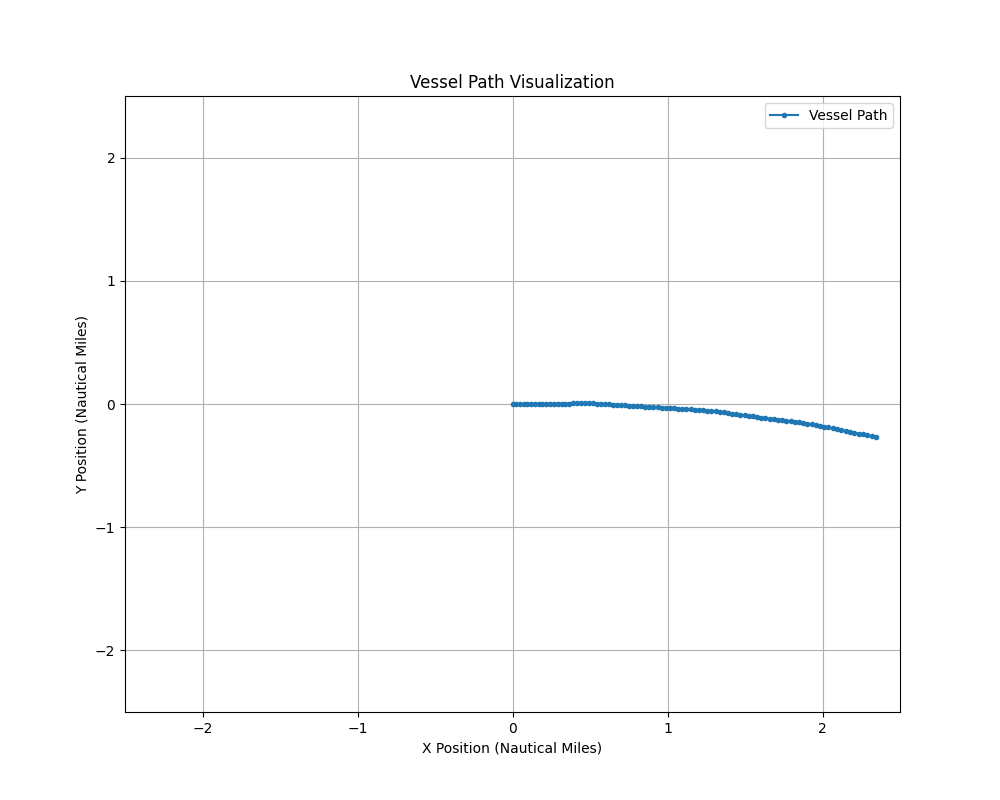 Vessel Path Visualization
Vessel Path
2
1
0
−1
−2
Y Position (Nautical Miles)
−2
−1
0
1
2
X Position (Nautical Miles)